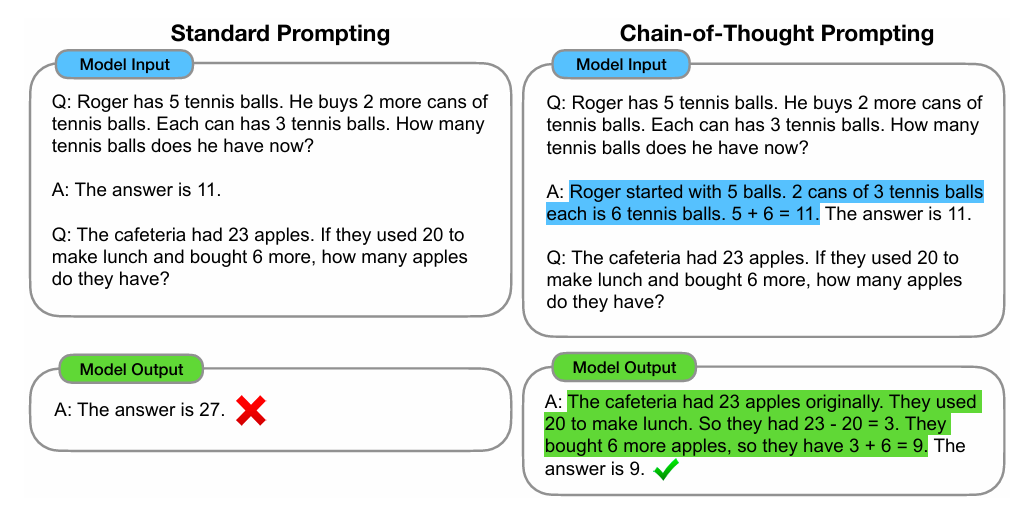 Standard Prompting
Model Input
Q: Roger has 5 tennis balls. He buys 2 more cans of
tennis balls. Each can has 3 tennis balls. How many
tennis balls does he have now?
A: The answer is 11.
Q: The cafeteria had 23 apples. If they used 20 to
make lunch and bought 6 more, how many apples
do they have?
Model Output
A: The answer is 27.
Chain-of-Thought Prompting
Model Input
Q: Roger has 5 tennis balls. He buys 2 more cans of
tennis balls. Each can has 3 tennis balls. How many
tennis balls does he have now?
A: Roger started with 5 balls. 2 cans of 3 tennis balls
each is 6 tennis balls. 5 + 6 = 11. The answer is 11.
Q: The cafeteria had 23 apples. If they used 20 to
make lunch and bought 6 more, how many apples
do they have?
Model Output
A: The cafeteria had 23 apples originally. They used
20 to make lunch. So they had 23 - 20 = 3. They
bought 6 more apples, so they have 3 + 6 = 9. The
answer is 9.